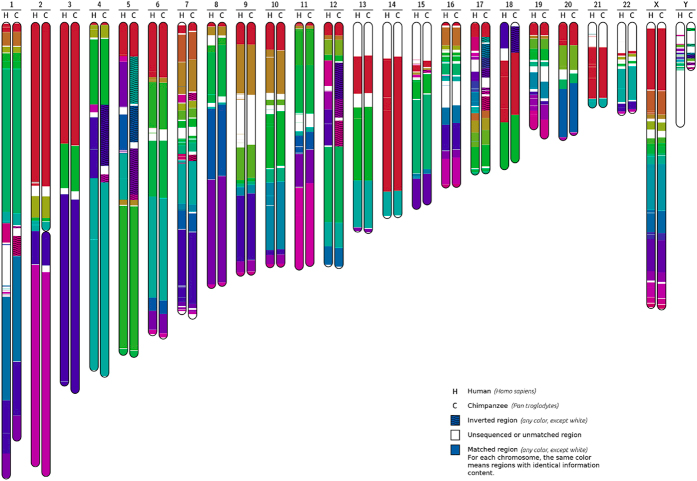 1 2 3 4 5 6 7 8 9 10 11 12 13 14 15 16 17 18 19 20 21 22 X Y
H C H C H C H C H C H C H C H C H C H C H C H C H C H C H C H C H C H C H C H C H C H C H C H C
H Human (Homo sapiens)
C Chimpanzee (Pan troglodytes)
Inverted region (any color, except white)
Unsequenced or unmatched region
Matched region (any color, except white)
For each chromosome, the same color
means regions with identical information
content.